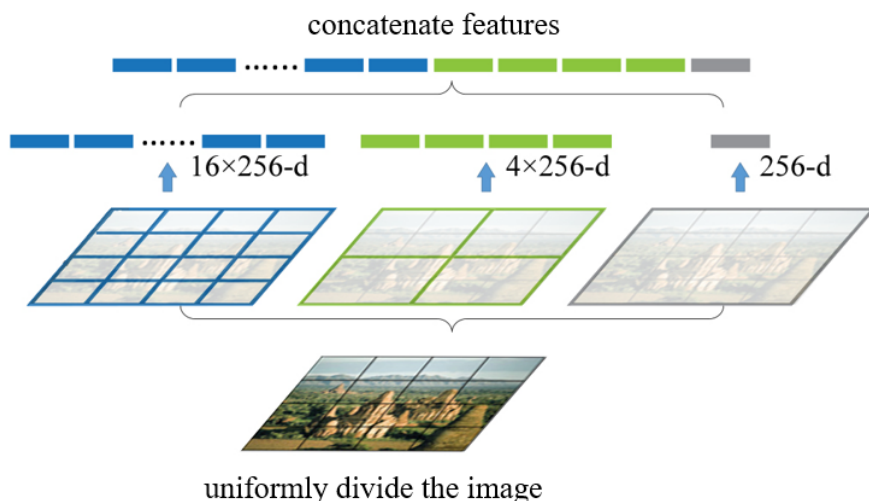 concatenate features
16×256-d
4×256-d
256-d
uniformly divide the image